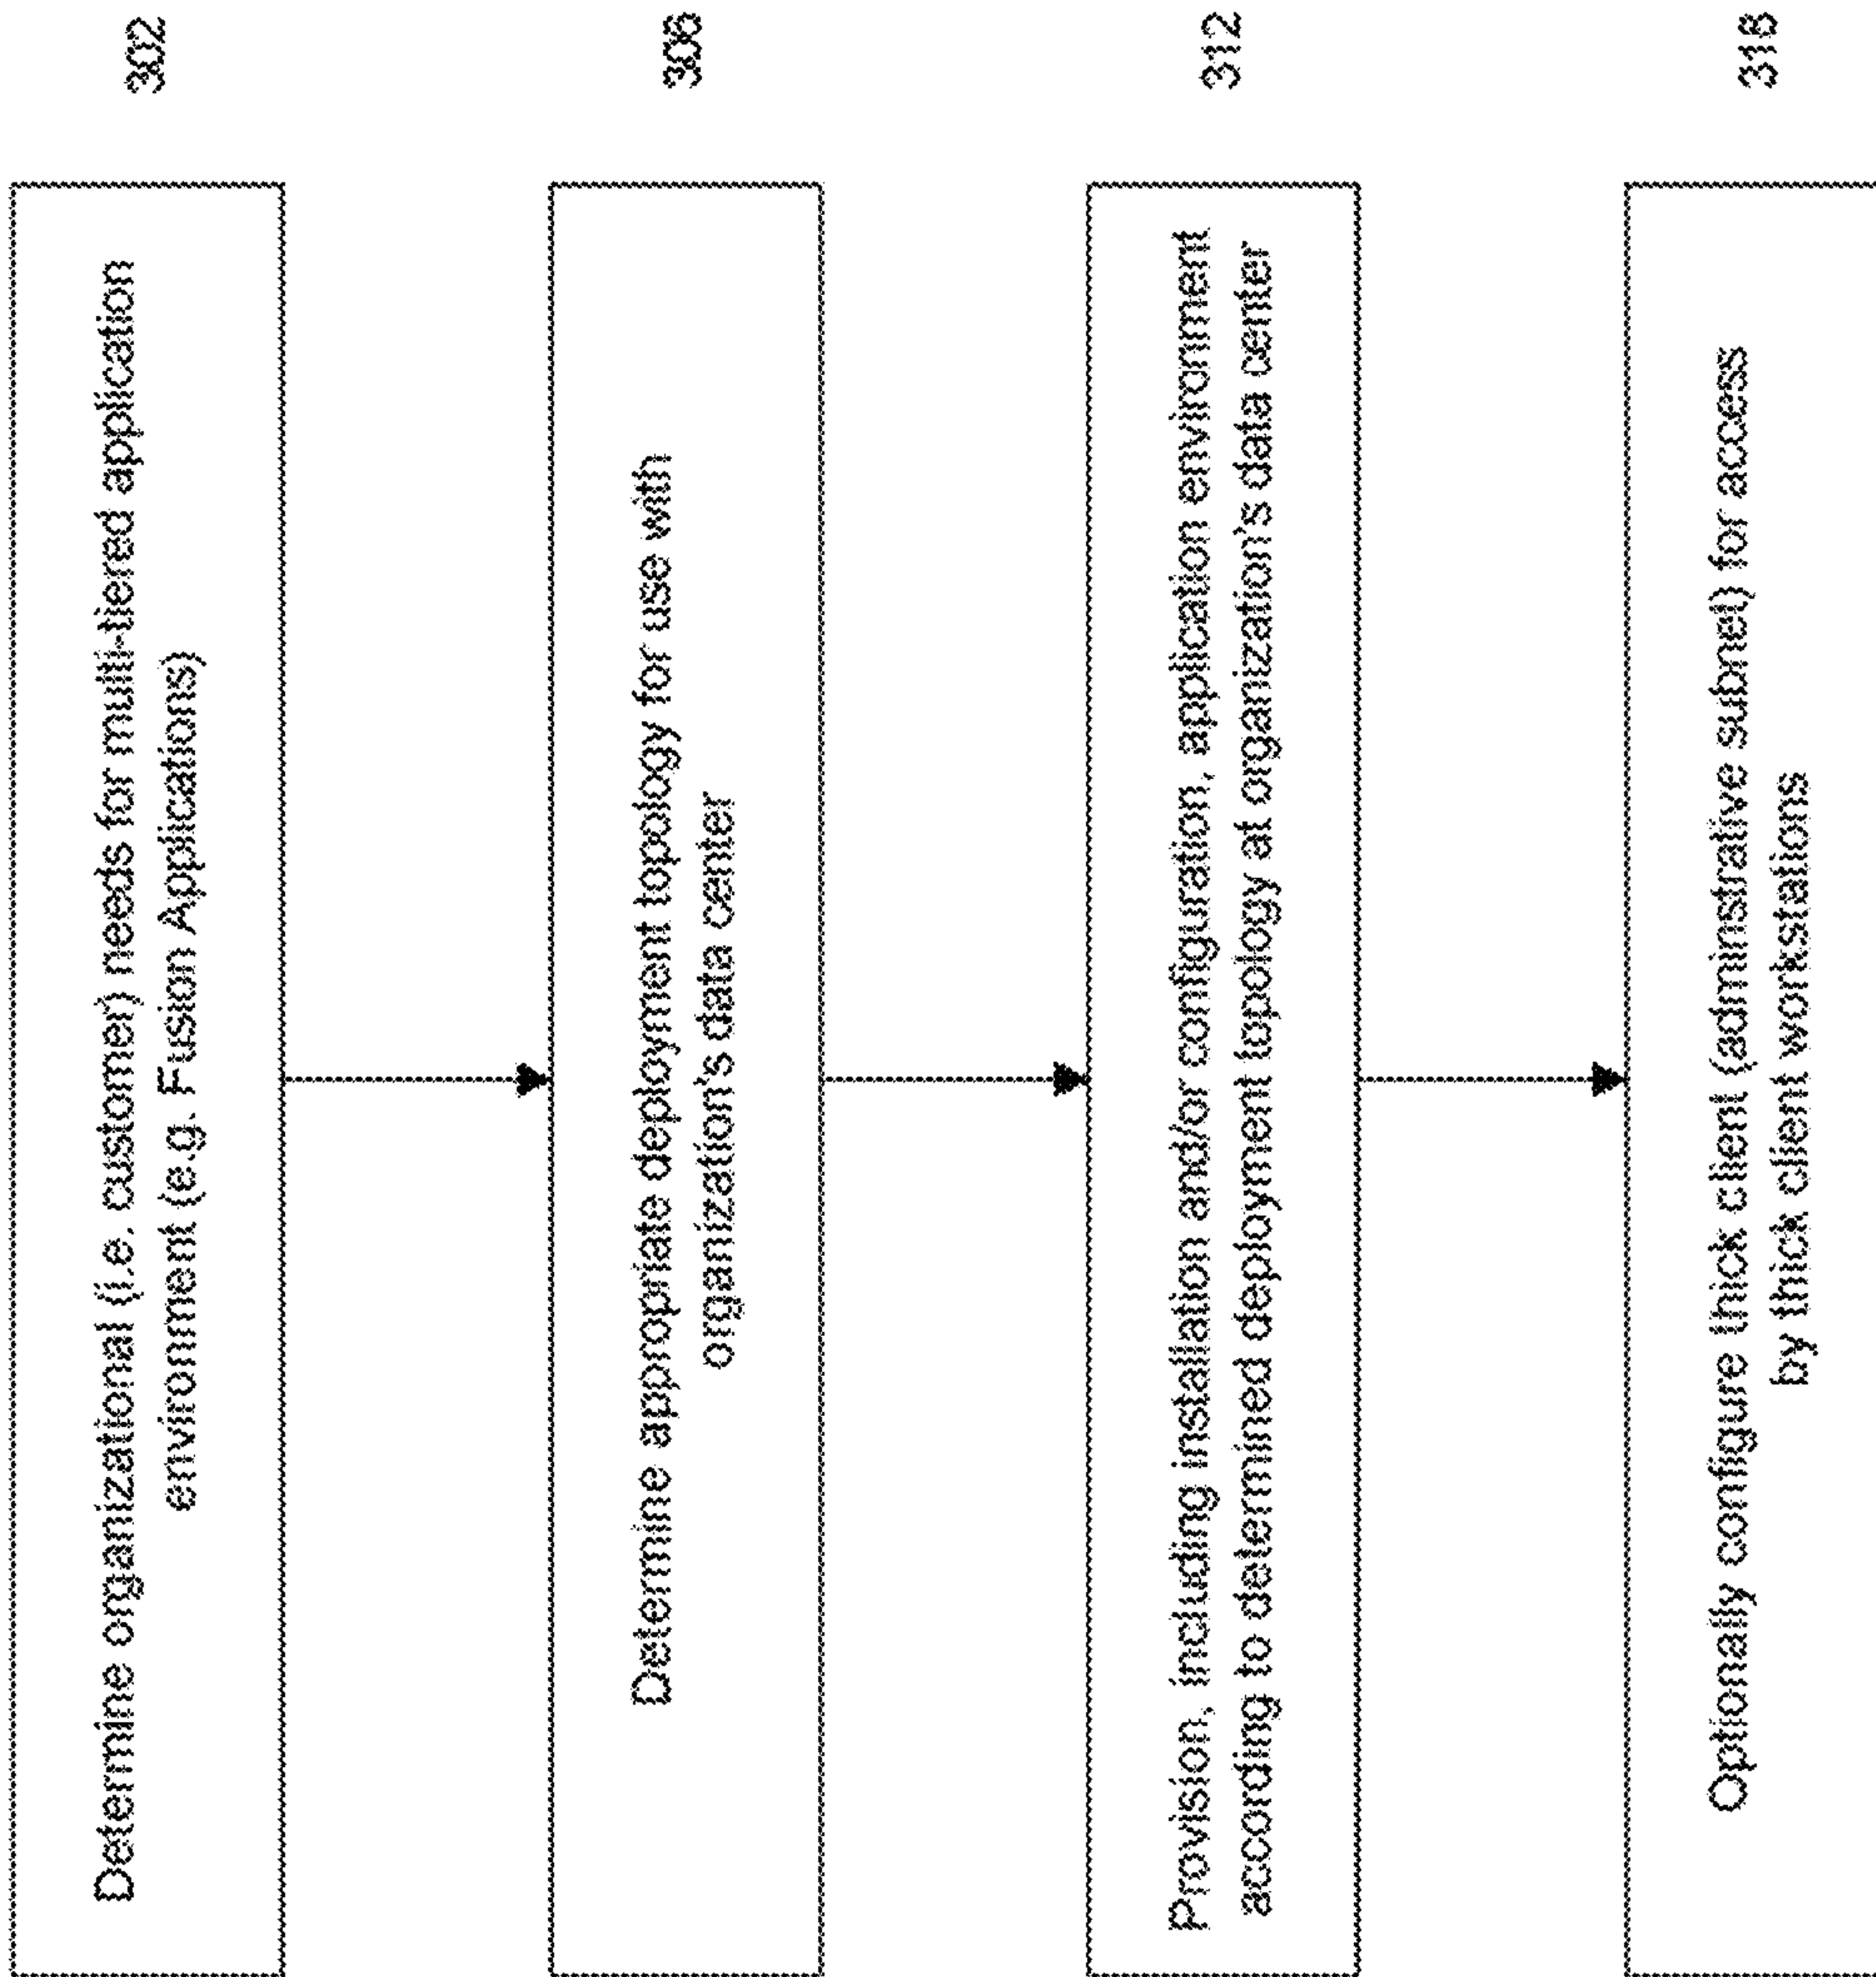 Determine organizational (i.e. customer) needs for multi-tiered application
environment (e.g. Fusion Applications)
302
Determine appropriate deployment topology for use with
organization's data center
306
Provision, including installation and/or configuration, application environment
according to determined deployment topology at organization's data center
312
Optionally configure thick client (adminstrative subnet) for access
by thick client workstations